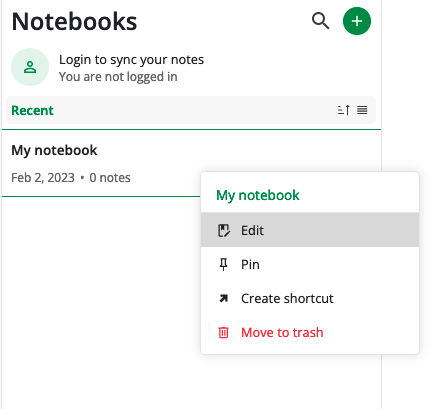 Notebooks
Login to sync your notes
You are not logged in
Recent
My notebook
Feb 2, 2023 • 0 notes
My notebook
Edit
Pin
Create shortcut
Move to trash